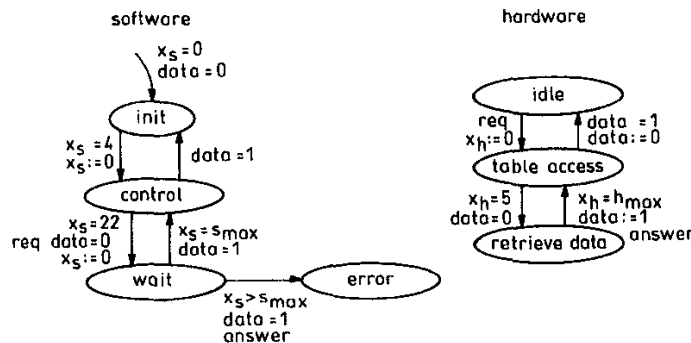 software
x_s=0
data=0
init
x_s=4
x_s:=0
data=1
control
x_s=22
req data=0
x_s:=0
x_s=s_max
data=1
wait
x_s>s_max
data=1
answer
error
hardware
idle
req
x_h:=0
data=1
data:=0
table access
x_h=5
data=0
x_h=h_max
data:=1
answer
retrieve data